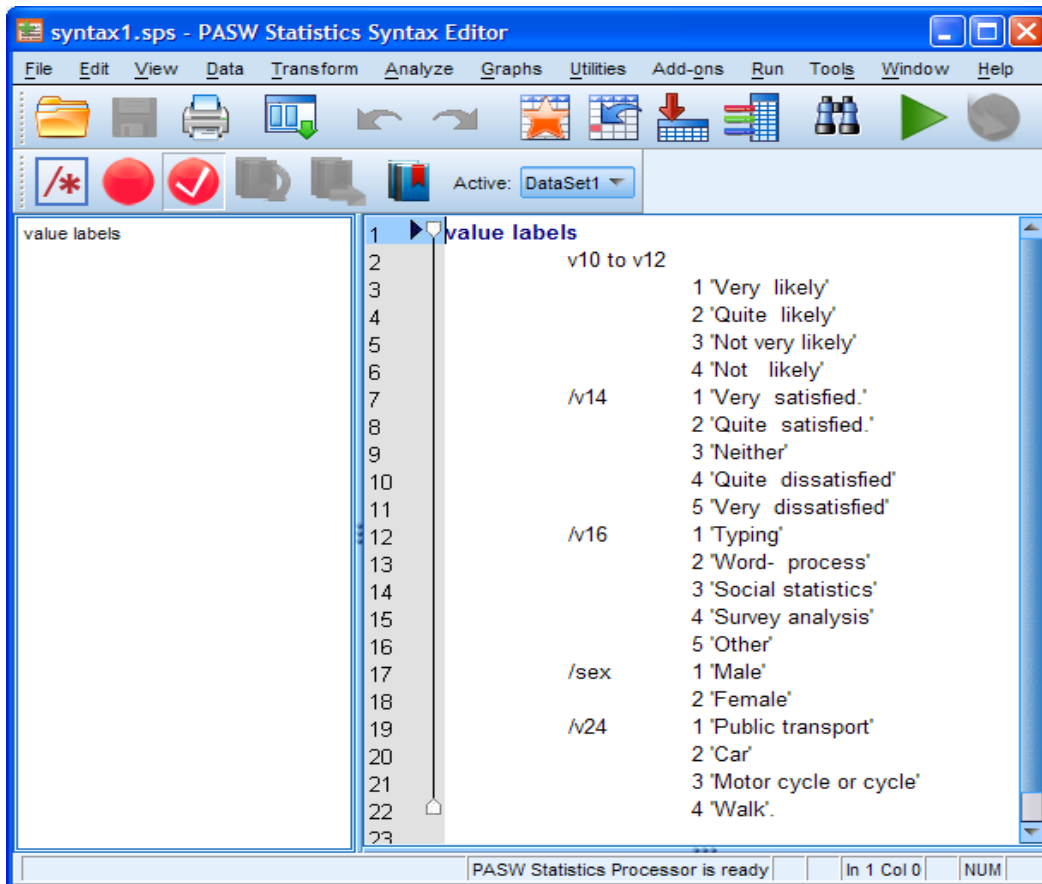 syntax1.sps - PASW Statistics Syntax Editor
File Edit View Data Transform Analyze Graphs Utilities Add-ons Run Tools Window Help
/*
Active: DataSet1
value labels
1 value labels
2 v10 to v12
3 1 'Very likely'
4 2 'Quite likely'
5 3 'Not very likely'
6 4 'Not likely'
7 /v14 1 'Very satisfied.'
8 2 'Quite satisfied.'
9 3 'Neither'
10 4 'Quite dissatisfied'
11 5 'Very dissatisfied'
12 /v16 1 'Typing'
13 2 'Word- process'
14 3 'Social statistics'
15 4 'Survey analysis'
16 5 'Other'
17 /sex 1 'Male'
18 2 'Female'
19 /v24 1 'Public transport'
20 2 'Car'
21 3 'Motor cycle or cycle'
22 4 'Walk'.
23
PASW Statistics Processor is ready In 1 Col 0 NUM